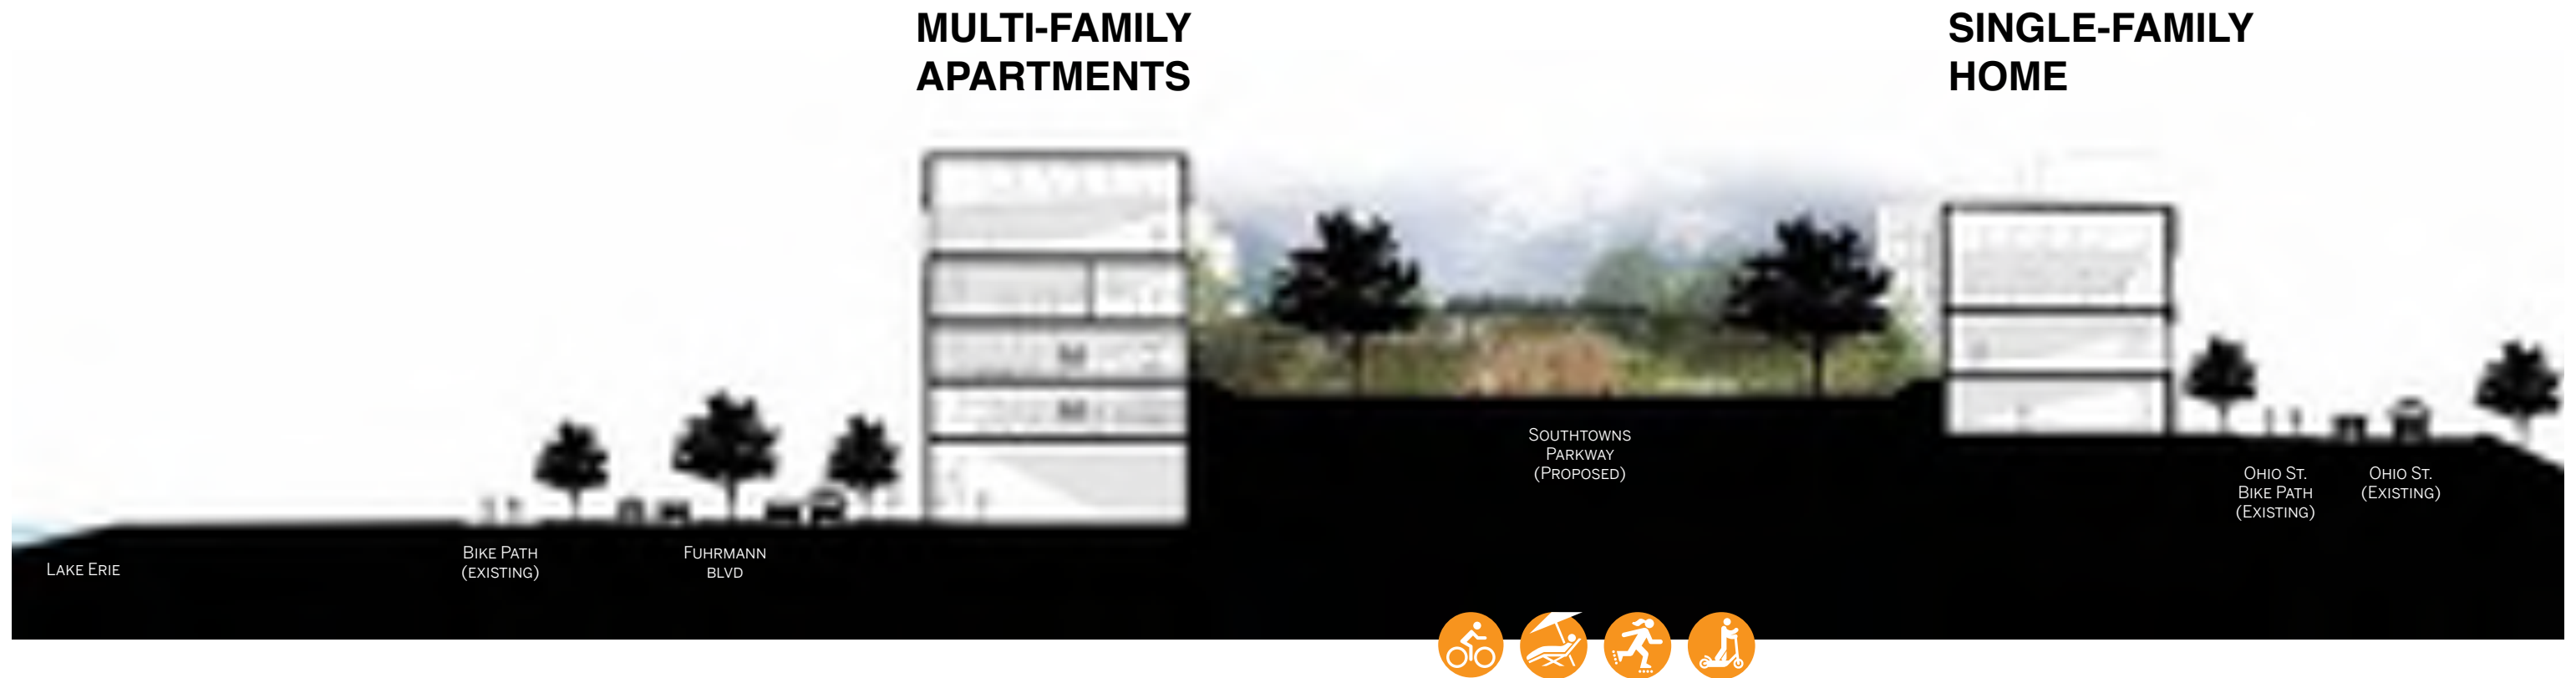 MULTI-FAMILY
APARTMENTS
SINGLE-FAMILY
HOME
SOUTHTOWNS
PARKWAY
(PROPOSED)
OHIO ST.
BIKE PATH
(EXISTING)
OHIO ST.
(EXISTING)
LAKE ERIE
BIKE PATH
(EXISTING)
FUHRMANN
BLVD